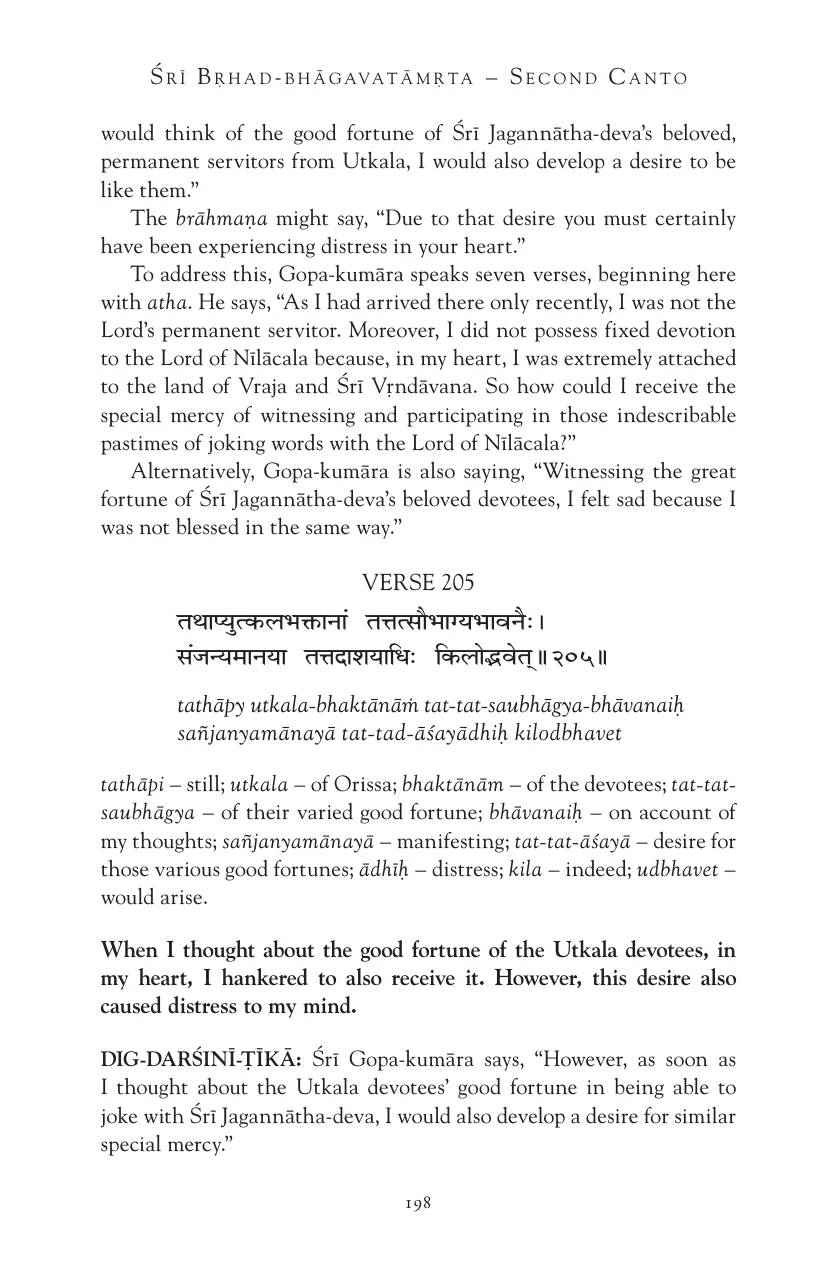 Śrī Bṛhad-bhāgavatāmṛta – Second Canto
would think of the good fortune of Śrī Jagannātha-deva’s beloved,
permanent servitors from Utkala, I would also develop a desire to be
like them.”
The brāhmaṇa might say, “Due to that desire you must certainly
have been experiencing distress in your heart.”
To address this, Gopa-kumāra speaks seven verses, beginning here
with atha. He says, “As I had arrived there only recently, I was not the
Lord’s permanent servitor. Moreover, I did not possess fixed devotion
to the Lord of Nīlācala because, in my heart, I was extremely attached
to the land of Vraja and Śrī Vṛndāvana. So how could I receive the
special mercy of witnessing and participating in those indescribable
pastimes of joking words with the Lord of Nīlācala?”
Alternatively, Gopa-kumāra is also saying, “Witnessing the great
fortune of Śrī Jagannātha-deva’s beloved devotees, I felt sad because I
was not blessed in the same way.”
VERSE 205
तथाप्युत्कलभक्तानां तत्तत्सौभाग्यभावनैः।
संजन्यमानया तत्तदाशयाधिः किलोद्भवेत्॥२०५॥
tathāpy utkala-bhaktānāṁ tat-tat-saubhāgya-bhāvanaiḥ
sañjanyamānayā tat-tad-āśayādhiḥ kilodbhavet
tathāpi – still; utkala – of Orissa; bhaktānām – of the devotees; tat-tat-
saubhāgya – of their varied good fortune; bhāvanaiḥ – on account of
my thoughts; sañjanyamānayā – manifesting; tat-tat-āśayā – desire for
those various good fortunes; ādhīḥ – distress; kila – indeed; udbhavet –
would arise.
When I thought about the good fortune of the Utkala devotees, in
my heart, I hankered to also receive it. However, this desire also
caused distress to my mind.
DIG-DARŚINĪ-ṬĪKĀ: Śrī Gopa-kumāra says, “However, as soon as
I thought about the Utkala devotees’ good fortune in being able to
joke with Śrī Jagannātha-deva, I would also develop a desire for similar
special mercy.”
198